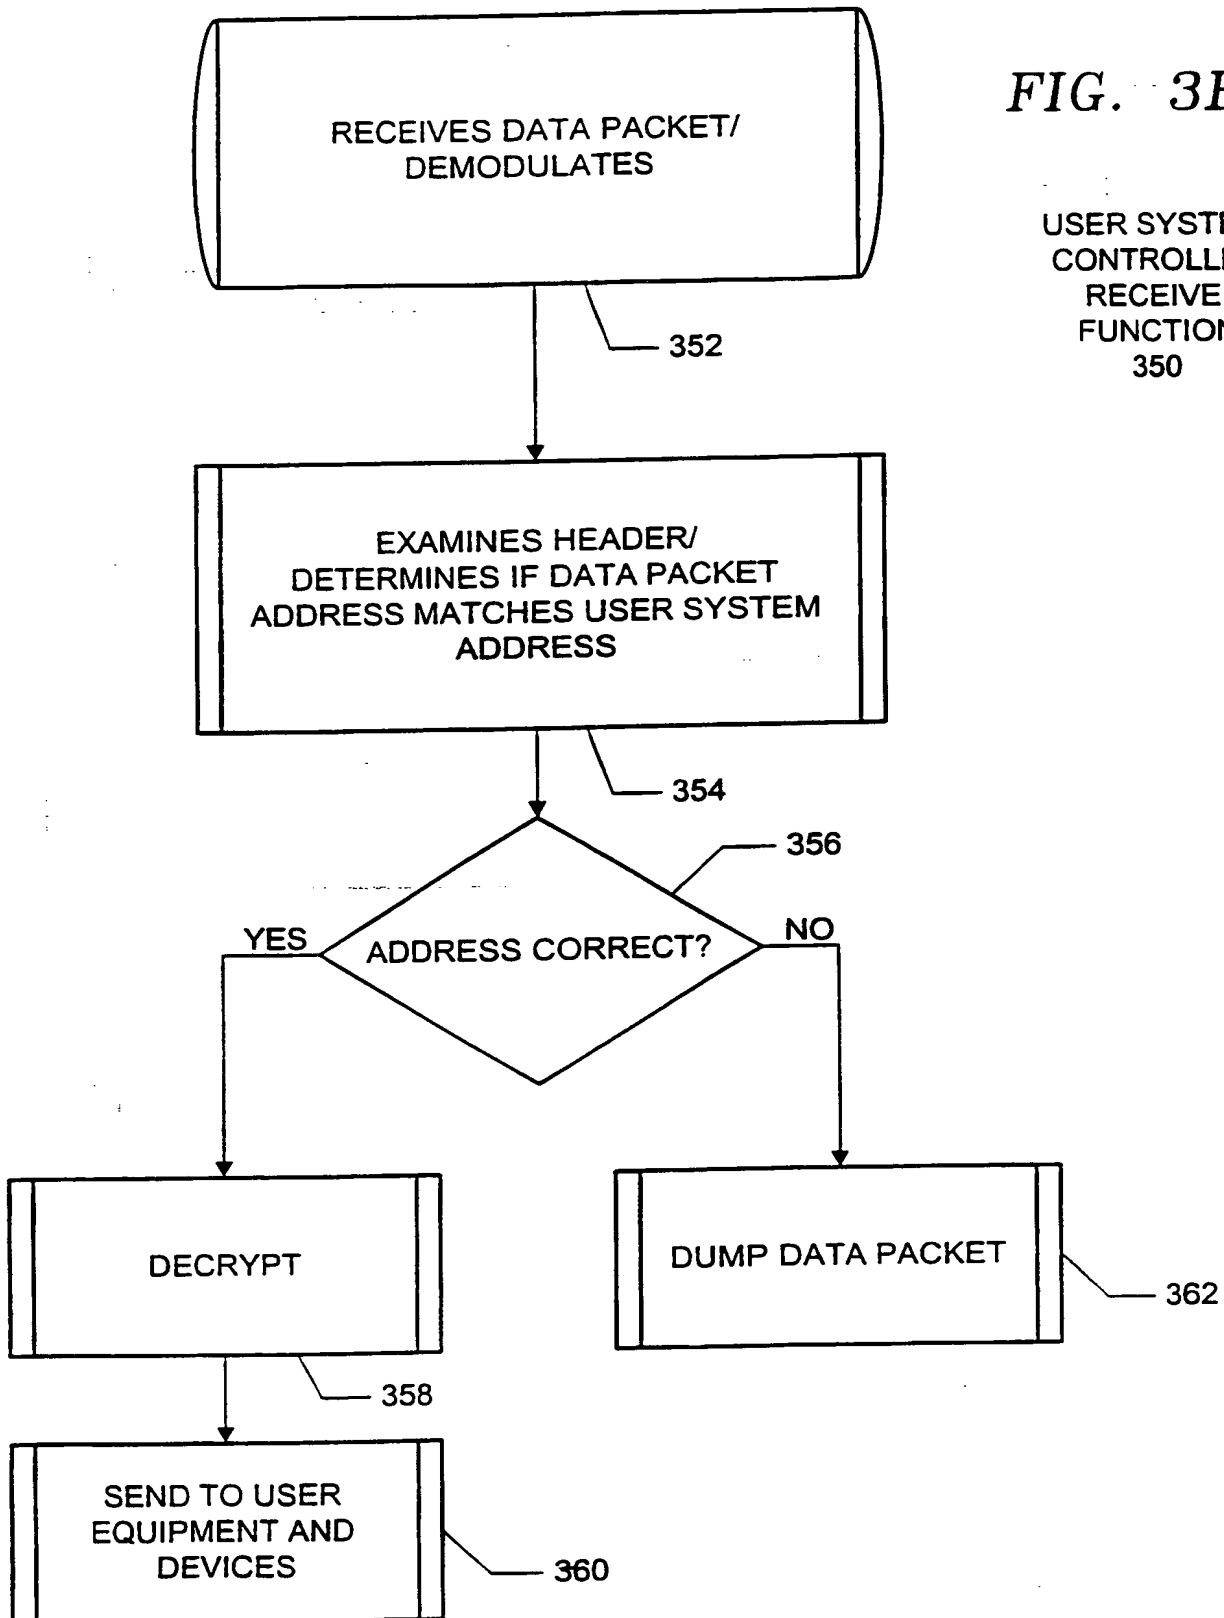 RECEIVES DATA PACKET/
DEMODULATES
FIG. 3
USER
CONTROLLE
RECEIVE
FUNCTION
350
352
EXAMINES HEADER/
DETERMINES IF DATA PACKET
ADDRESS MATCHES USER SYSTEM
ADDRESS
354
356
YES
ADDRESS CORRECT?
NO
DECRYPT
DUMP DATA PACKET
362
358
SEND TO USER
EQUIPMENT AND
DEVICES
360